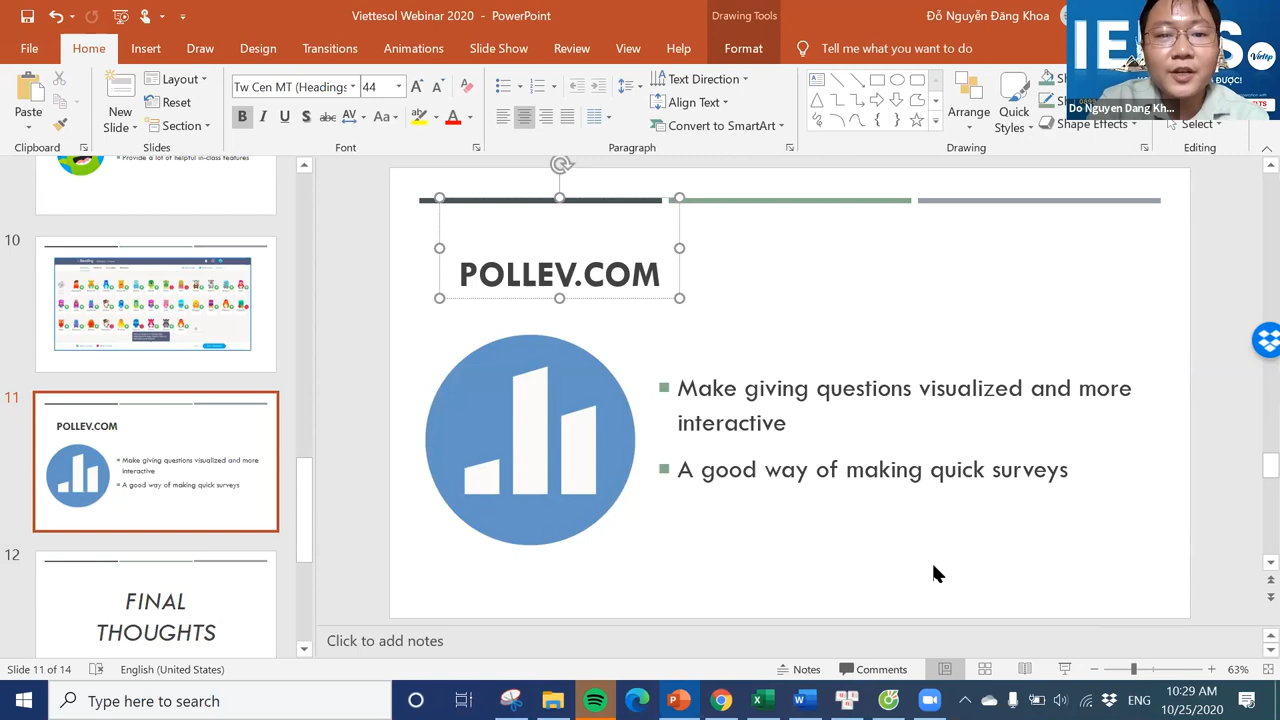 Viettesol Webinar 2020 - PowerPoint
Drawing Tools
Đỗ Nguyễn Đăng Khoa
File Home Insert Draw Design Transitions Animations Slide Show Review View Help Format Tell me what you want to do
Paste
New
Slide
Layout
Reset
Section
Tw Cen MT (Headings
44
Text Direction
Align Text
Convert to SmartArt
Arrange
Quick
Styles
Shape Effects
Select
Clipboard Slides Font Paragraph Drawing Editing
Do Nguyen Dang Kh...
Provide a lot of helpful in-class features
10
11
POLLEV.COM
Make giving questions visualized and more
interactive
A good way of making quick surveys
12
FINAL
THOUGHTS
POLLEV.COM
Make giving questions visualized and more
interactive
A good way of making quick surveys
Click to add notes
Slide 11 of 14
English (United States)
Notes
Comments
63%
Type here to search
ENG
10:29 AM
10/25/2020